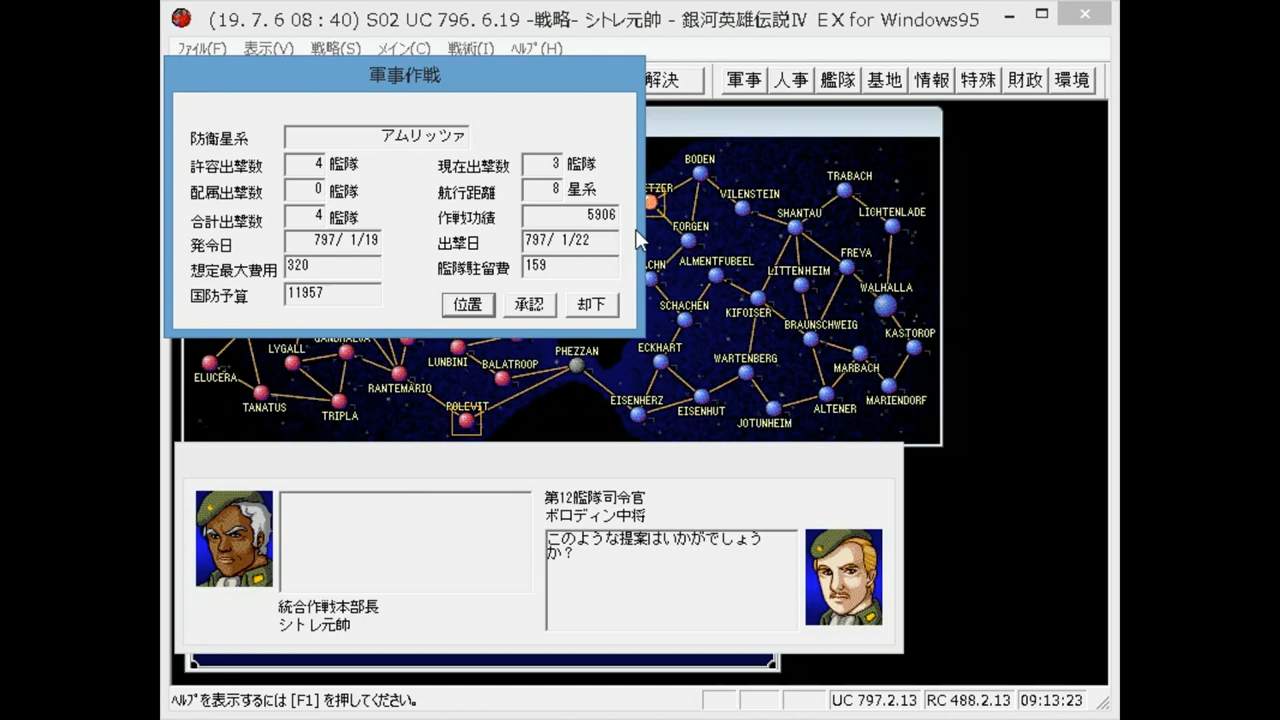 (19. 7. 6 08：40) S02 UC 796. 6.19 -戦略- シトレ元帥 - 銀河英雄伝説Ⅳ EX for Windows95
ﾌｧｲﾙ(F) 表示(V) 戦略(S) メイン(C) 戦術(I) ﾍﾙﾌﾟ(H)
解決 軍事 人事 艦隊 基地 情報 特殊 財政 環境
軍事作戦
防衛星系 アムリッツァ
許容出撃数 4 艦隊 現在出撃数 3 艦隊
配属出撃数 0 艦隊 航行距離 8 星系
合計出撃数 4 艦隊 作戦功績 5906
発令日 797/ 1/19 出撃日 797/ 1/22
想定最大費用 320 艦隊駐留費 159
国防予算 11957
位置 承認 却下
BODEN
TRABACH
VILENSTEIN
SHANTAU
LICHTENLADE
FORGEN
FREYA
ALMENTFUBEEL
LITTENHEIM
WALHALLA
SCHACHEN
KIFOISER
BRAUNSCHWEIG
KASTOROP
LYGALL
LUNBINI
BALATROOP
PHEZZAN
ECKHART
WARTENBERG
MARBACH
ELUCERA
RANTEMARIO
TANATUS
TRIPLA
POLEVIT
EISENHERZ
EISENHUT
JOTUNHEIM
ALTENER
MARIENDORF
第12艦隊司令官
ボロディン中将
このような提案はいかがでしょう
か？
統合作戦本部長
シトレ元帥
ﾍﾙﾌﾟを表示するには [F1] を押してください。
UC 797.2.13 RC 488.2.13 09:13:23